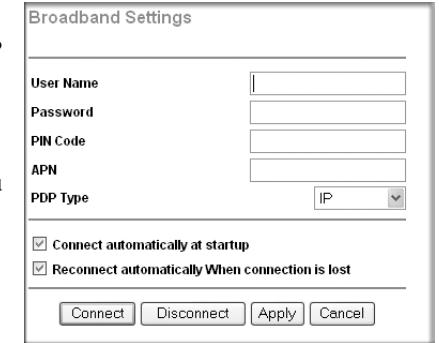 Broadband Settings
User Name
Password
PIN Code
APN
PDP Type IP
Connect automatically at startup
Reconnect automatically When connection is lost
Connect Disconnect Apply Cancel